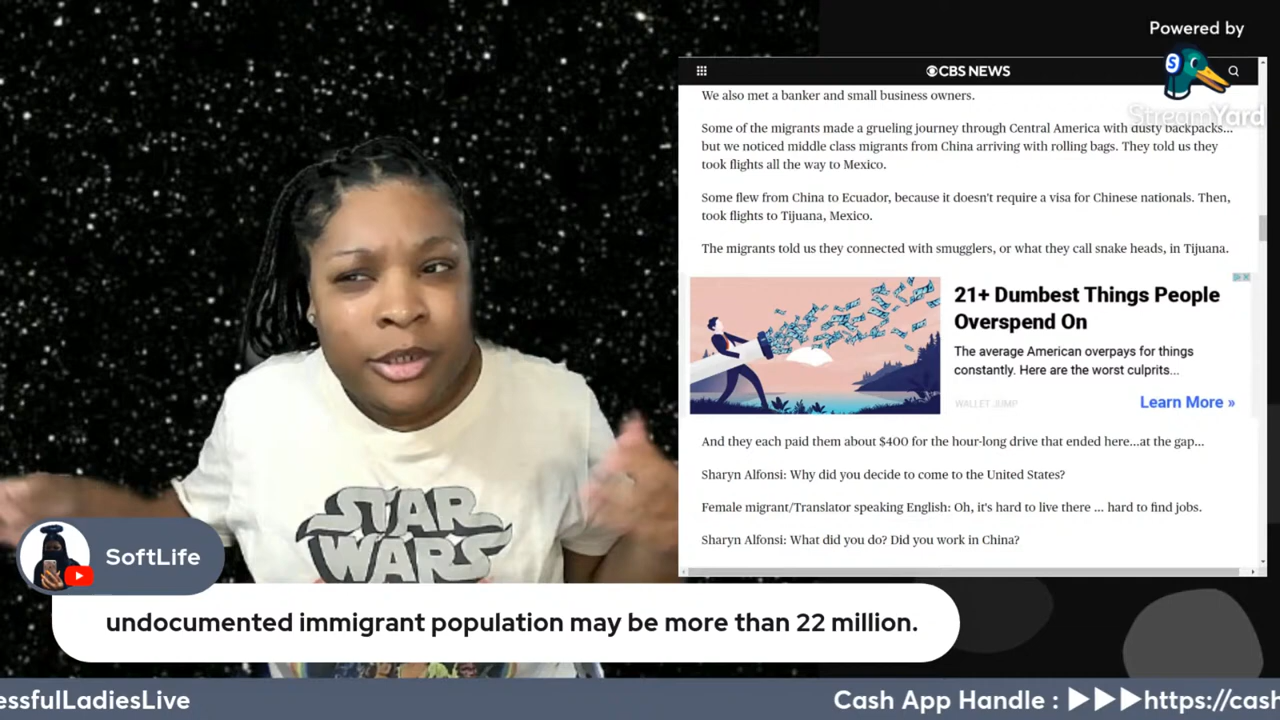 Powered by
S
StreamYard
CBS NEWS
We also met a banker and small business owners.
Some of the migrants made a grueling journey through Central America with dusty backpacks...
but we noticed middle class migrants from China arriving with rolling bags. They told us they
took flights all the way to Mexico.
Some flew from China to Ecuador, because it doesn't require a visa for Chinese nationals. Then,
took flights to Tijuana, Mexico.
The migrants told us they connected with smugglers, or what they call snake heads, in Tijuana.
21+ Dumbest Things People
Overspend On
The average American overpays for things
constantly. Here are the worst culprits...
WALLET JUMP
Learn More »
And they each paid them about $400 for the hour-long drive that ended here...at the gap...
Sharyn Alfonsi: Why did you decide to come to the United States?
Female migrant/Translator speaking English: Oh, it's hard to live there ... hard to find jobs.
Sharyn Alfonsi: What did you do? Did you work in China?
STAR
WARS
SoftLife
undocumented immigrant population may be more than 22 million.
essfulLadiesLive
Cash App Handle : ▶▶▶https://cash